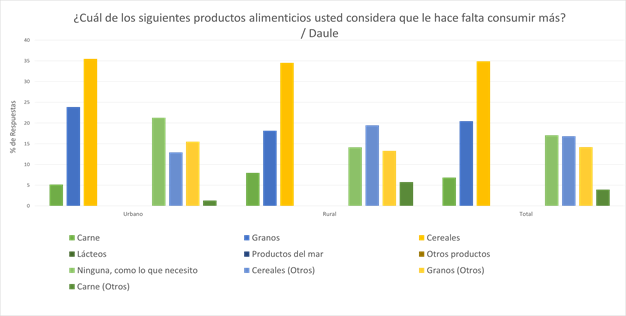 ¿Cuál de los siguientes productos alimenticios usted considera que le hace falta consumir más?
/ Daule
40
35
30
25
20
15
10
5
0
% de Respuestas
Urbano Rural Total
Carne Granos Cereales
Lácteos Productos del mar Otros productos
Ninguna, como lo que necesito Cereales (Otros) Granos (Otros)
Carne (Otros)